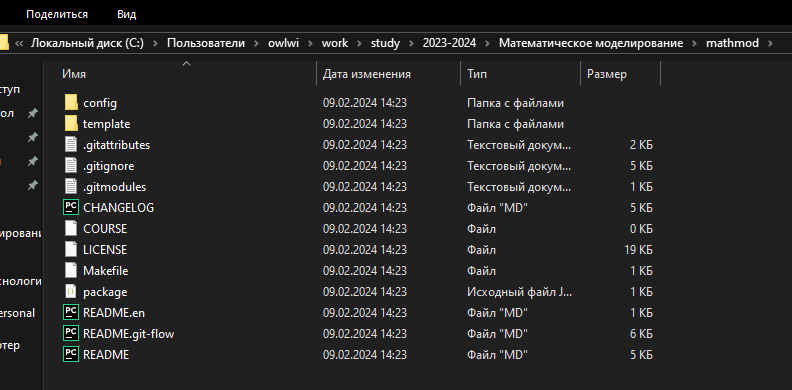 Поделиться Вид
Локальный диск (C:) Пользователи owlwi work study 2023-2024 Математическое моделирование mathmod
Имя Дата изменения Тип Размер
config 09.02.2024 14:23 Папка с файлами
template 09.02.2024 14:23 Папка с файлами
.gitattributes 09.02.2024 14:23 Текстовый докум... 2 КБ
.gitignore 09.02.2024 14:23 Текстовый докум... 5 КБ
.gitmodules 09.02.2024 14:23 Текстовый докум... 1 КБ
PC CHANGELOG 09.02.2024 14:23 Файл "MD" 5 КБ
COURSE 09.02.2024 14:23 Файл 0 КБ
LICENSE 09.02.2024 14:23 Файл 19 КБ
Makefile 09.02.2024 14:23 Файл 1 КБ
package 09.02.2024 14:23 Исходный файл J... 1 КБ
PC README.en 09.02.2024 14:23 Файл "MD" 1 КБ
PC README.git-flow 09.02.2024 14:23 Файл "MD" 6 КБ
PC README 09.02.2024 14:23 Файл "MD" 5 КБ
ступ
ол
ировани
снологи
ersonal
ютер